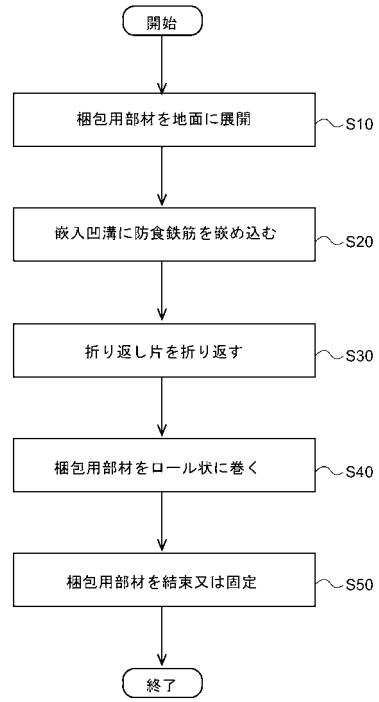 開始
梱包用部材を地面に展開
S10
嵌入凹溝に防食鉄筋を嵌め込む
S20
折り返し片を折り返す
S30
梱包用部材をロール状に巻く
S40
梱包用部材を結束又は固定
S50
終了